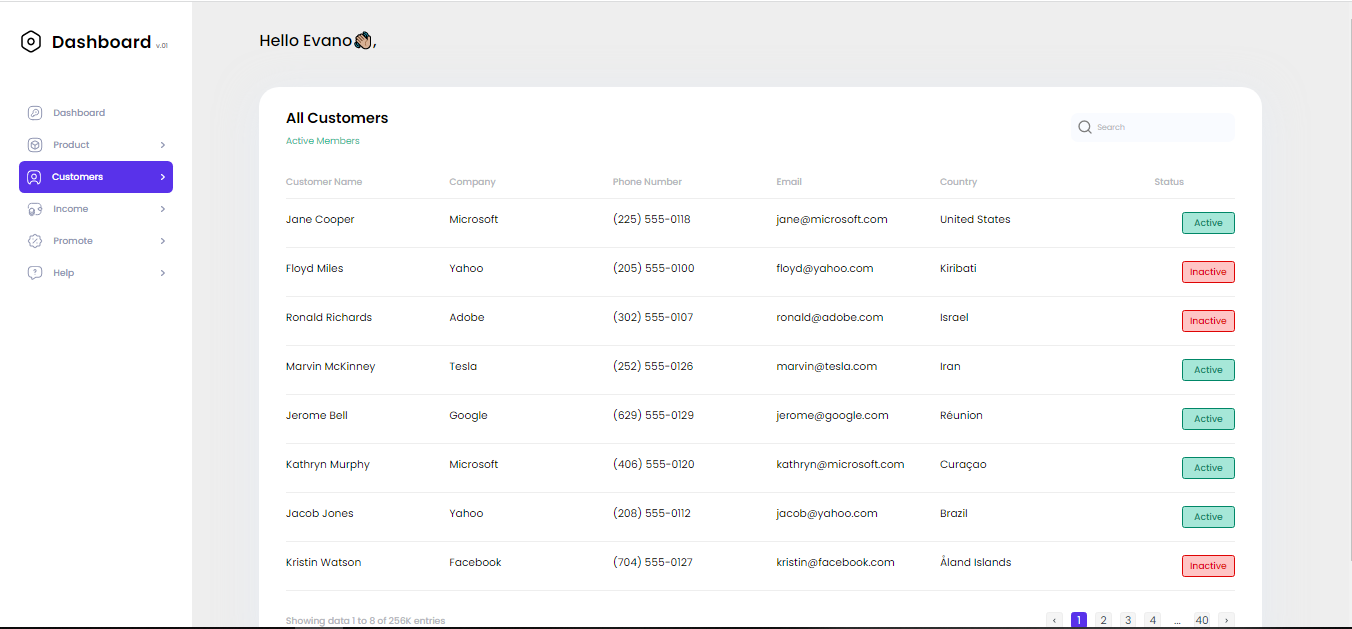 Dashboard v.01
Dashboard
Product
Customers
Income
Promote
Help
Hello Evano👋🏼,
All Customers
Active Members
Search
Customer Name Company Phone Number Email Country Status
Jane Cooper Microsoft (225) 555-0118 jane@microsoft.com United States Active
Floyd Miles Yahoo (205) 555-0100 floyd@yahoo.com Kiribati Inactive
Ronald Richards Adobe (302) 555-0107 ronald@adobe.com Israel Inactive
Marvin McKinney Tesla (252) 555-0126 marvin@tesla.com Iran Active
Jerome Bell Google (629) 555-0129 jerome@google.com Réunion Active
Kathryn Murphy Microsoft (406) 555-0120 kathryn@microsoft.com Curaçao Active
Jacob Jones Yahoo (208) 555-0112 jacob@yahoo.com Brazil Active
Kristin Watson Facebook (704) 555-0127 kristin@facebook.com Åland Islands Inactive
Showing data 1 to 8 of 256K entries ‹ 1 2 3 4 ... 40 ›